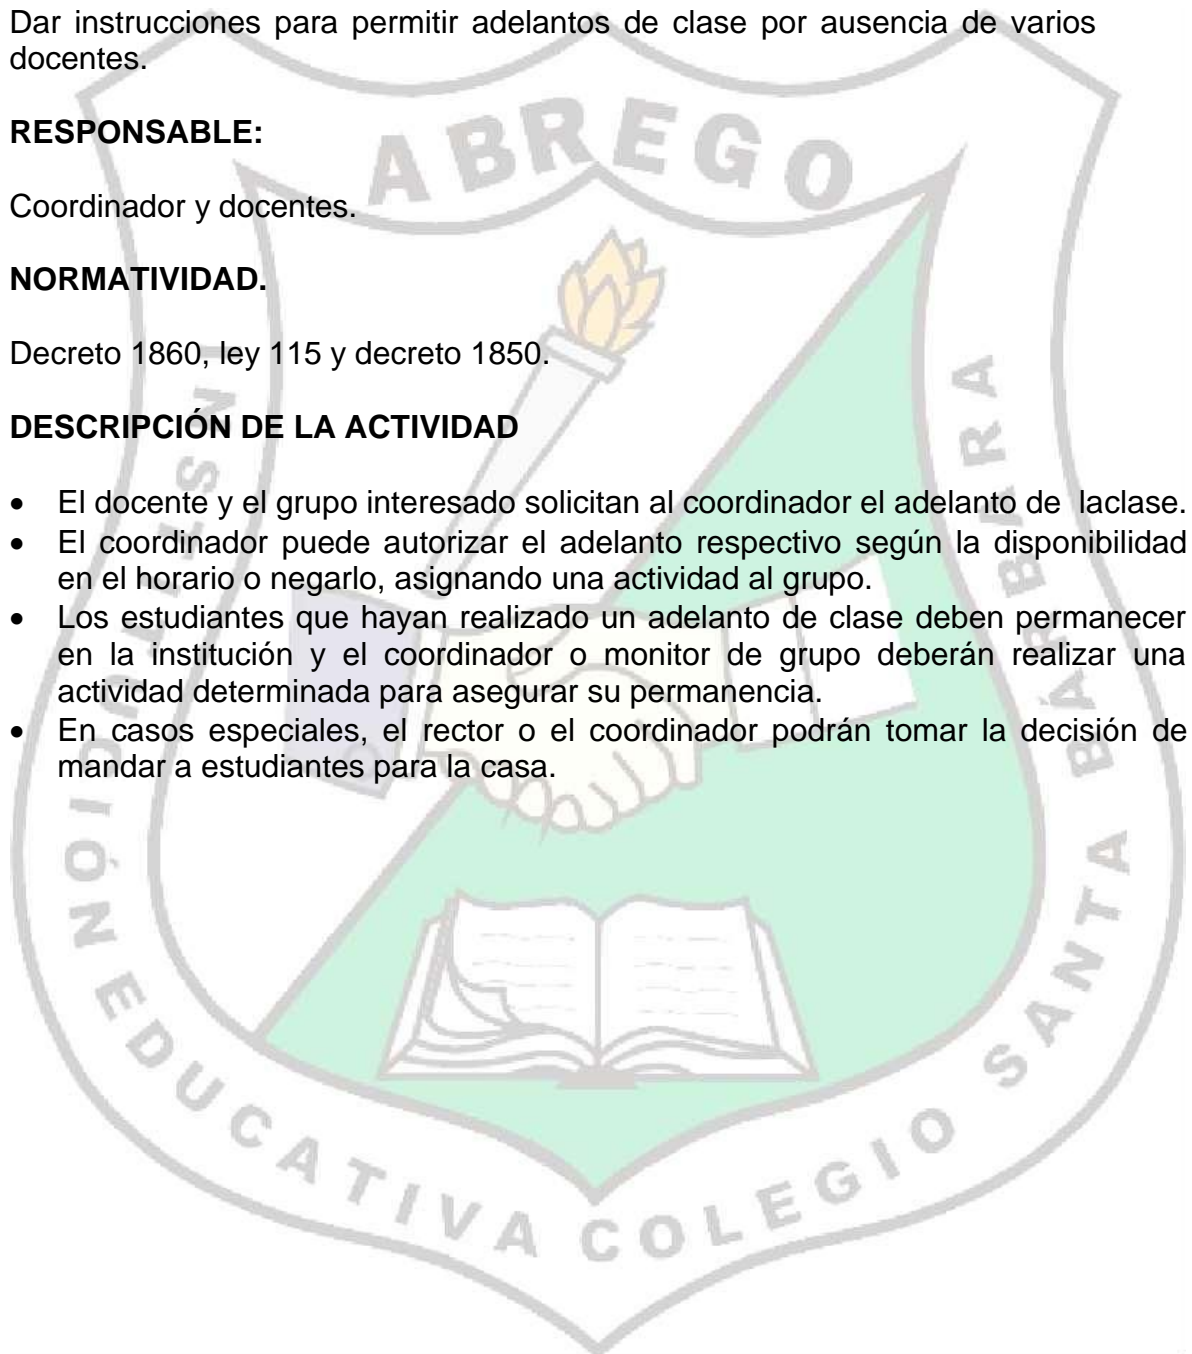 Dar instrucciones para permitir adelantos de clase por ausencia de varios
docentes.
RESPONSABLE:
Coordinador y docentes.
NORMATIVIDAD.
Decreto 1860, ley 115 y decreto 1850.
DESCRIPCIÓN DE LA ACTIVIDAD
• El docente y el grupo interesado solicitan al coordinador el adelanto de laclase.
• El coordinador puede autorizar el adelanto respectivo según la disponibilidad
en el horario o negarlo, asignando una actividad al grupo.
• Los estudiantes que hayan realizado un adelanto de clase deben permanecer
en la institución y el coordinador o monitor de grupo deberán realizar una
actividad determinada para asegurar su permanencia.
• En casos especiales, el rector o el coordinador podrán tomar la decisión de
mandar a estudiantes para la casa.
ABREGO
INSTITUCIÓN EDUCATIVA COLEGIO SANTA BÁRBARA